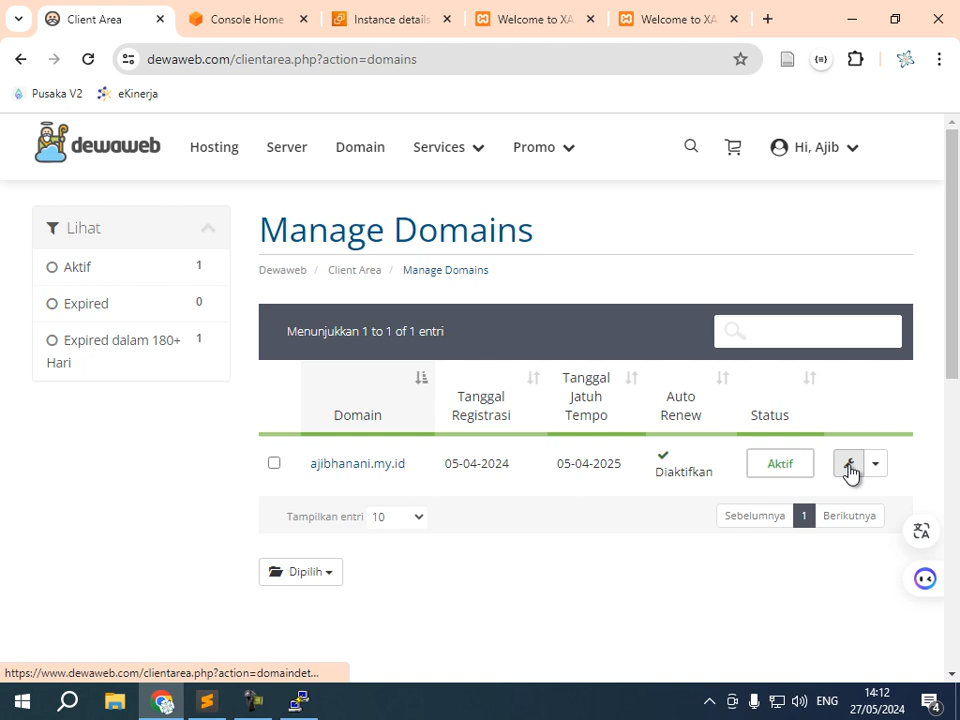 Client Area
Console Home
Instance details
Welcome to XA
Welcome to XA
dewaweb.com/clientarea.php?action=domains
Pusaka V2
eKinerja
dewaweb
Hosting
Server
Domain
Services
Promo
Hi, Ajib
Lihat
Aktif 1
Expired 0
Expired dalam 180+ 1
Hari
Manage Domains
Dewaweb / Client Area / Manage Domains
Menunjukkan 1 to 1 of 1 entri
Domain
Tanggal
Registrasi
Tanggal
Jatuh
Tempo
Auto
Renew
Status
ajibhanani.my.id
05-04-2024
05-04-2025
Diaktifkan
Aktif
Tampilkan entri 10
Sebelumnya 1 Berikutnya
Dipilih
https://www.dewaweb.com/clientarea.php?action=domaindet...
ENG
14:12
27/05/2024
4